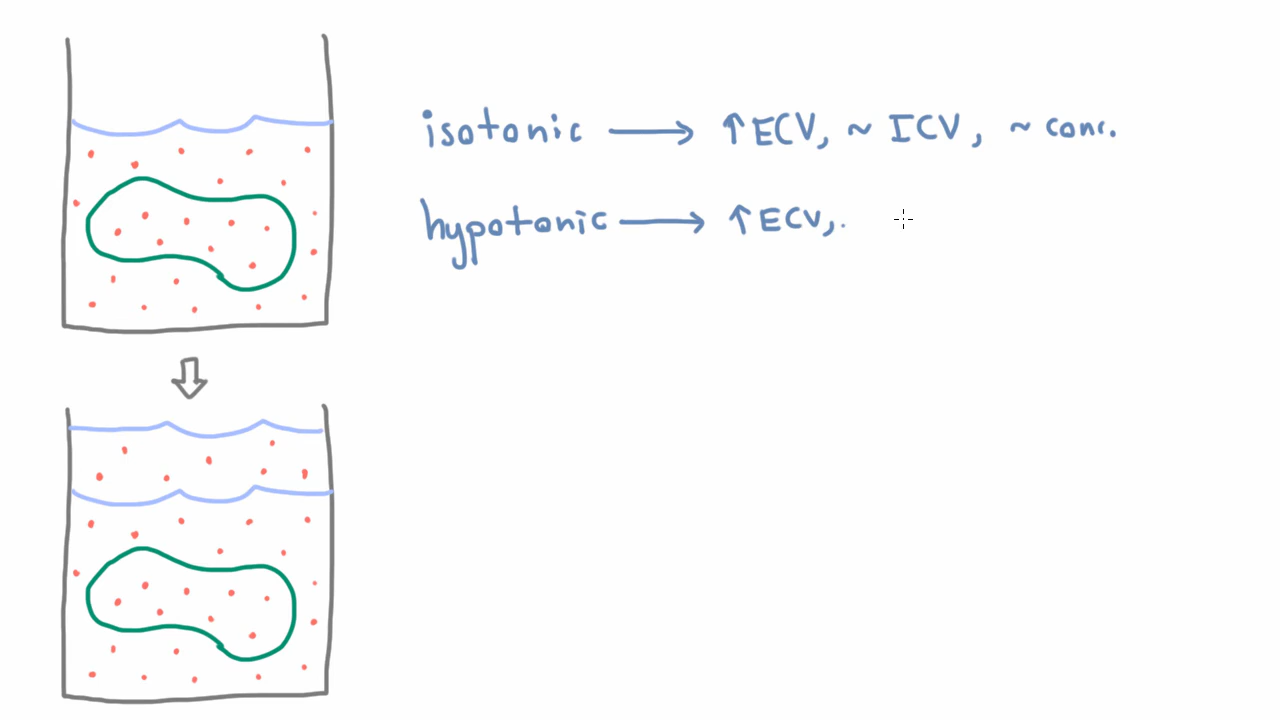 isotonic ⟶ ↑ ECV, ~ ICV, ~ conc.
hypotonic ⟶ ↑ ECV,.